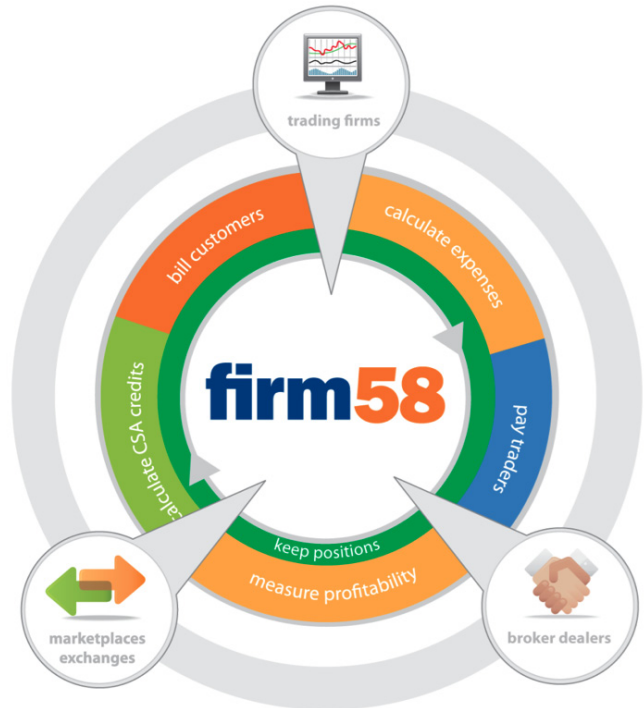 trading firms
bill customers
calculate expenses
firm58
calculate CSA credits
pay traders
keep positions
measure profitability
marketplaces
exchanges
broker dealers